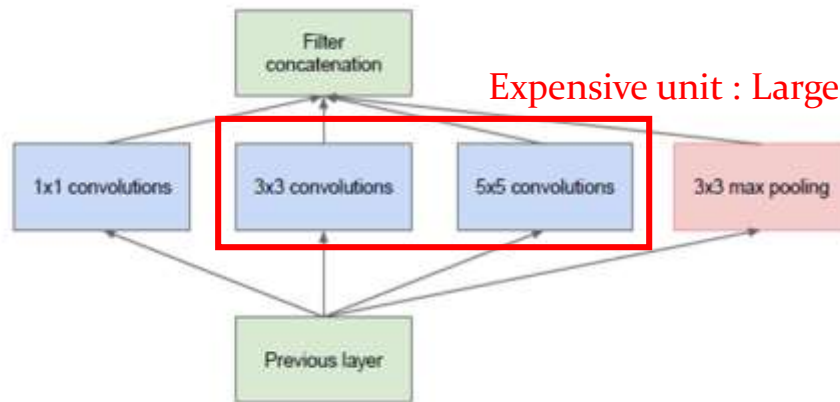 Filter
concatenation
Expensive unit : Large
1x1 convolutions
3x3 convolutions
5x5 convolutions
3x3 max pooling
Previous layer